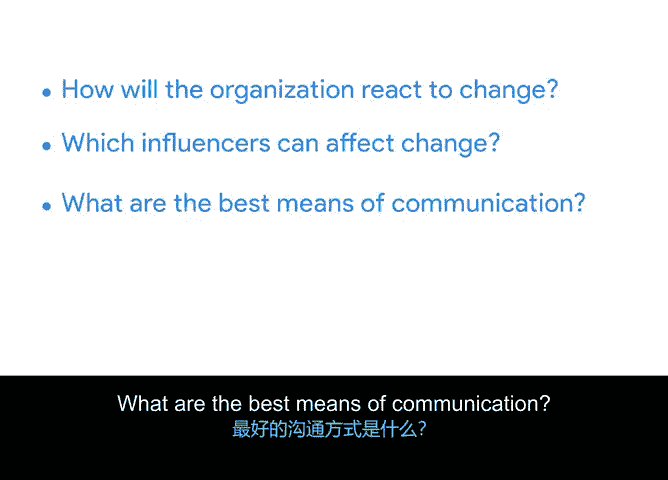 • How will the organization react to change?
• Which influencers can affect change?
• What are the best means of communication?
What are the best means of communication?
最好的沟通方式是什么?